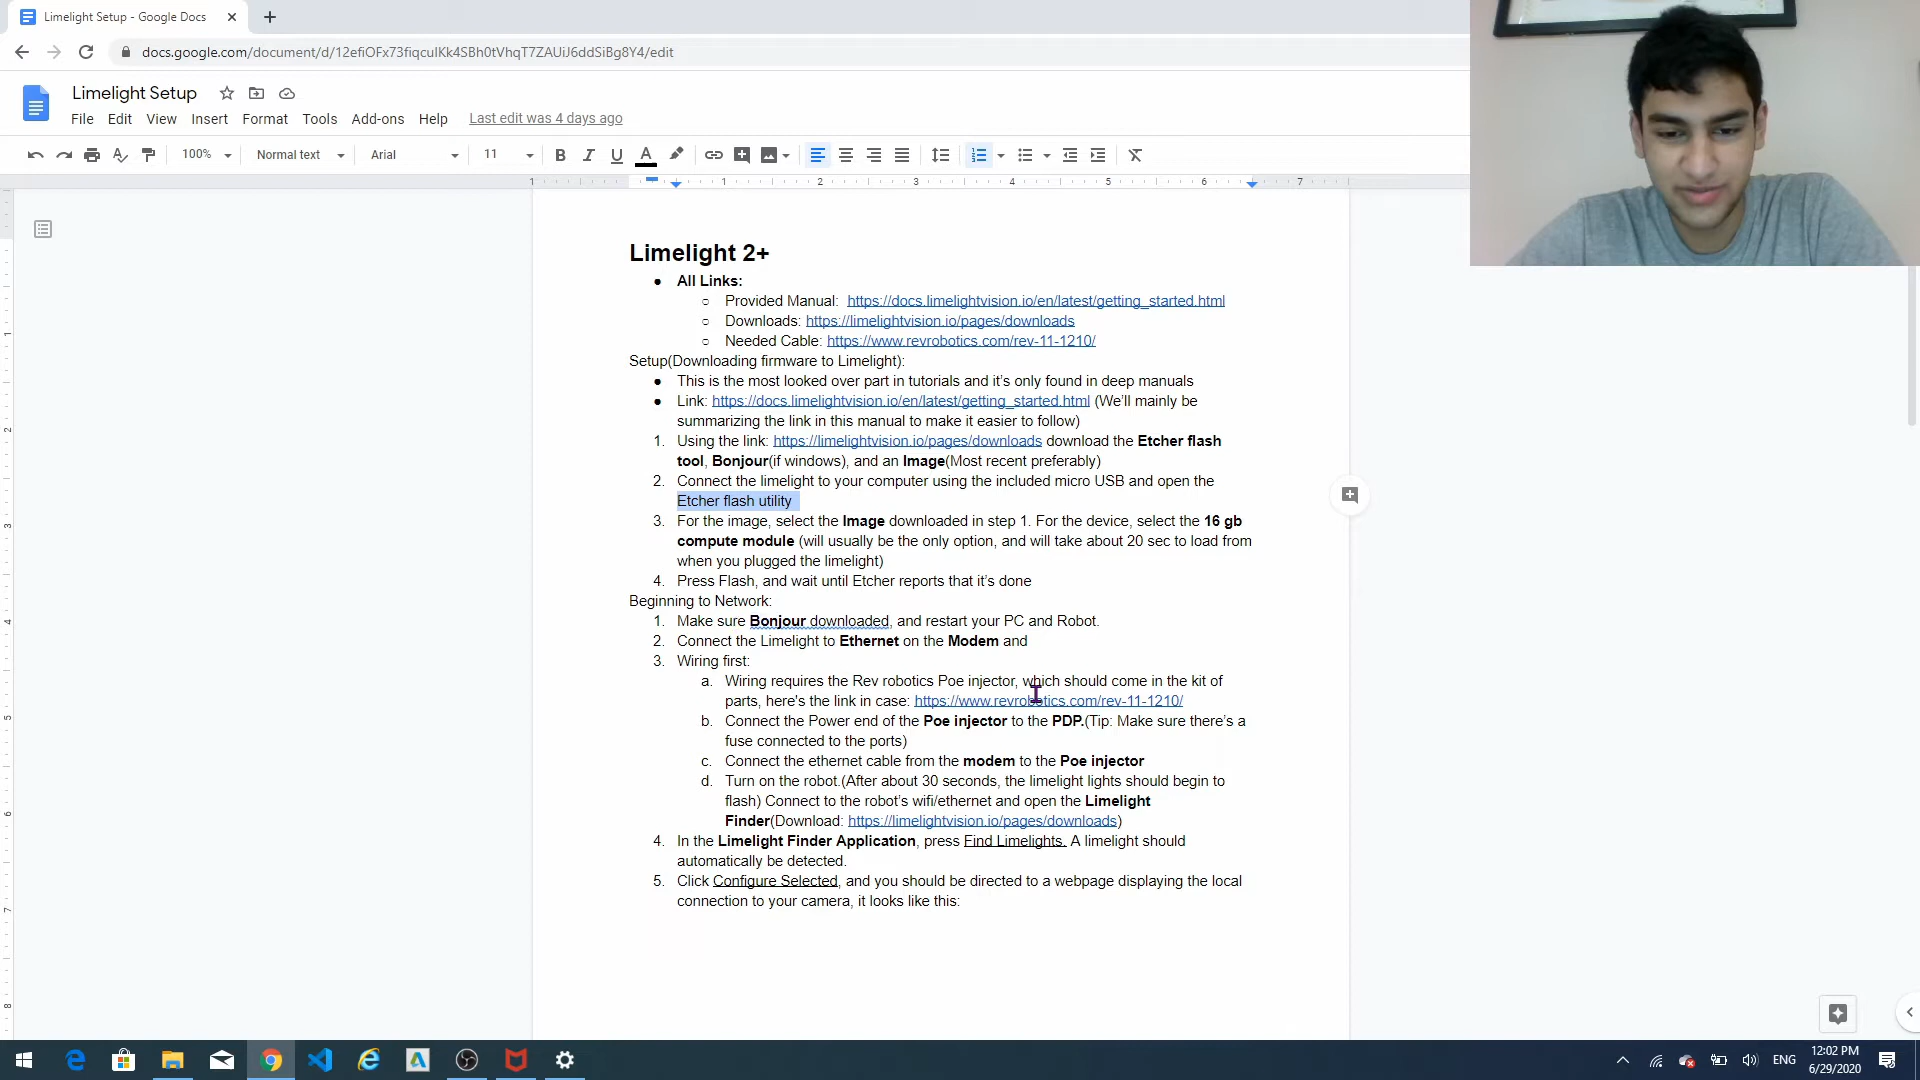 Limelight Setup - Google Docs
docs.google.com/document/d/12efiOFx73fiqculKk4SBh0tVhqT7ZAUiJ6ddSiBg8Y4/edit
Limelight Setup
File Edit View Insert Format Tools Add-ons Help Last edit was 4 days ago
100% Normal text Arial 11 B I U A
1 1 2 3 4 5 6 7
Limelight 2+
● All Links:
○ Provided Manual: https://docs.limelightvision.io/en/latest/getting_started.html
○ Downloads: https://limelightvision.io/pages/downloads
○ Needed Cable: https://www.revrobotics.com/rev-11-1210/
Setup(Downloading firmware to Limelight):
● This is the most looked over part in tutorials and it's only found in deep manuals
● Link: https://docs.limelightvision.io/en/latest/getting_started.html (We'll mainly be
summarizing the link in this manual to make it easier to follow)
1. Using the link: https://limelightvision.io/pages/downloads download the Etcher flash
tool, Bonjour(if windows), and an Image(Most recent preferably)
2. Connect the limelight to your computer using the included micro USB and open the
Etcher flash utility
3. For the image, select the Image downloaded in step 1. For the device, select the 16 gb
compute module (will usually be the only option, and will take about 20 sec to load from
when you plugged the limelight)
4. Press Flash, and wait until Etcher reports that it's done
Beginning to Network:
1. Make sure Bonjour downloaded, and restart your PC and Robot.
2. Connect the Limelight to Ethernet on the Modem and
3. Wiring first:
a. Wiring requires the Rev robotics Poe injector, which should come in the kit of
parts, here's the link in case: https://www.revrobotics.com/rev-11-1210/
b. Connect the Power end of the Poe injector to the PDP.(Tip: Make sure there's a
fuse connected to the ports)
c. Connect the ethernet cable from the modem to the Poe injector
d. Turn on the robot.(After about 30 seconds, the limelight lights should begin to
flash) Connect to the robot's wifi/ethernet and open the Limelight
Finder(Download: https://limelightvision.io/pages/downloads)
4. In the Limelight Finder Application, press Find Limelights. A limelight should
automatically be detected.
5. Click Configure Selected, and you should be directed to a webpage displaying the local
connection to your camera, it looks like this:
1
2
3
4
5
6
7
8
ENG
12:02 PM
6/29/2020